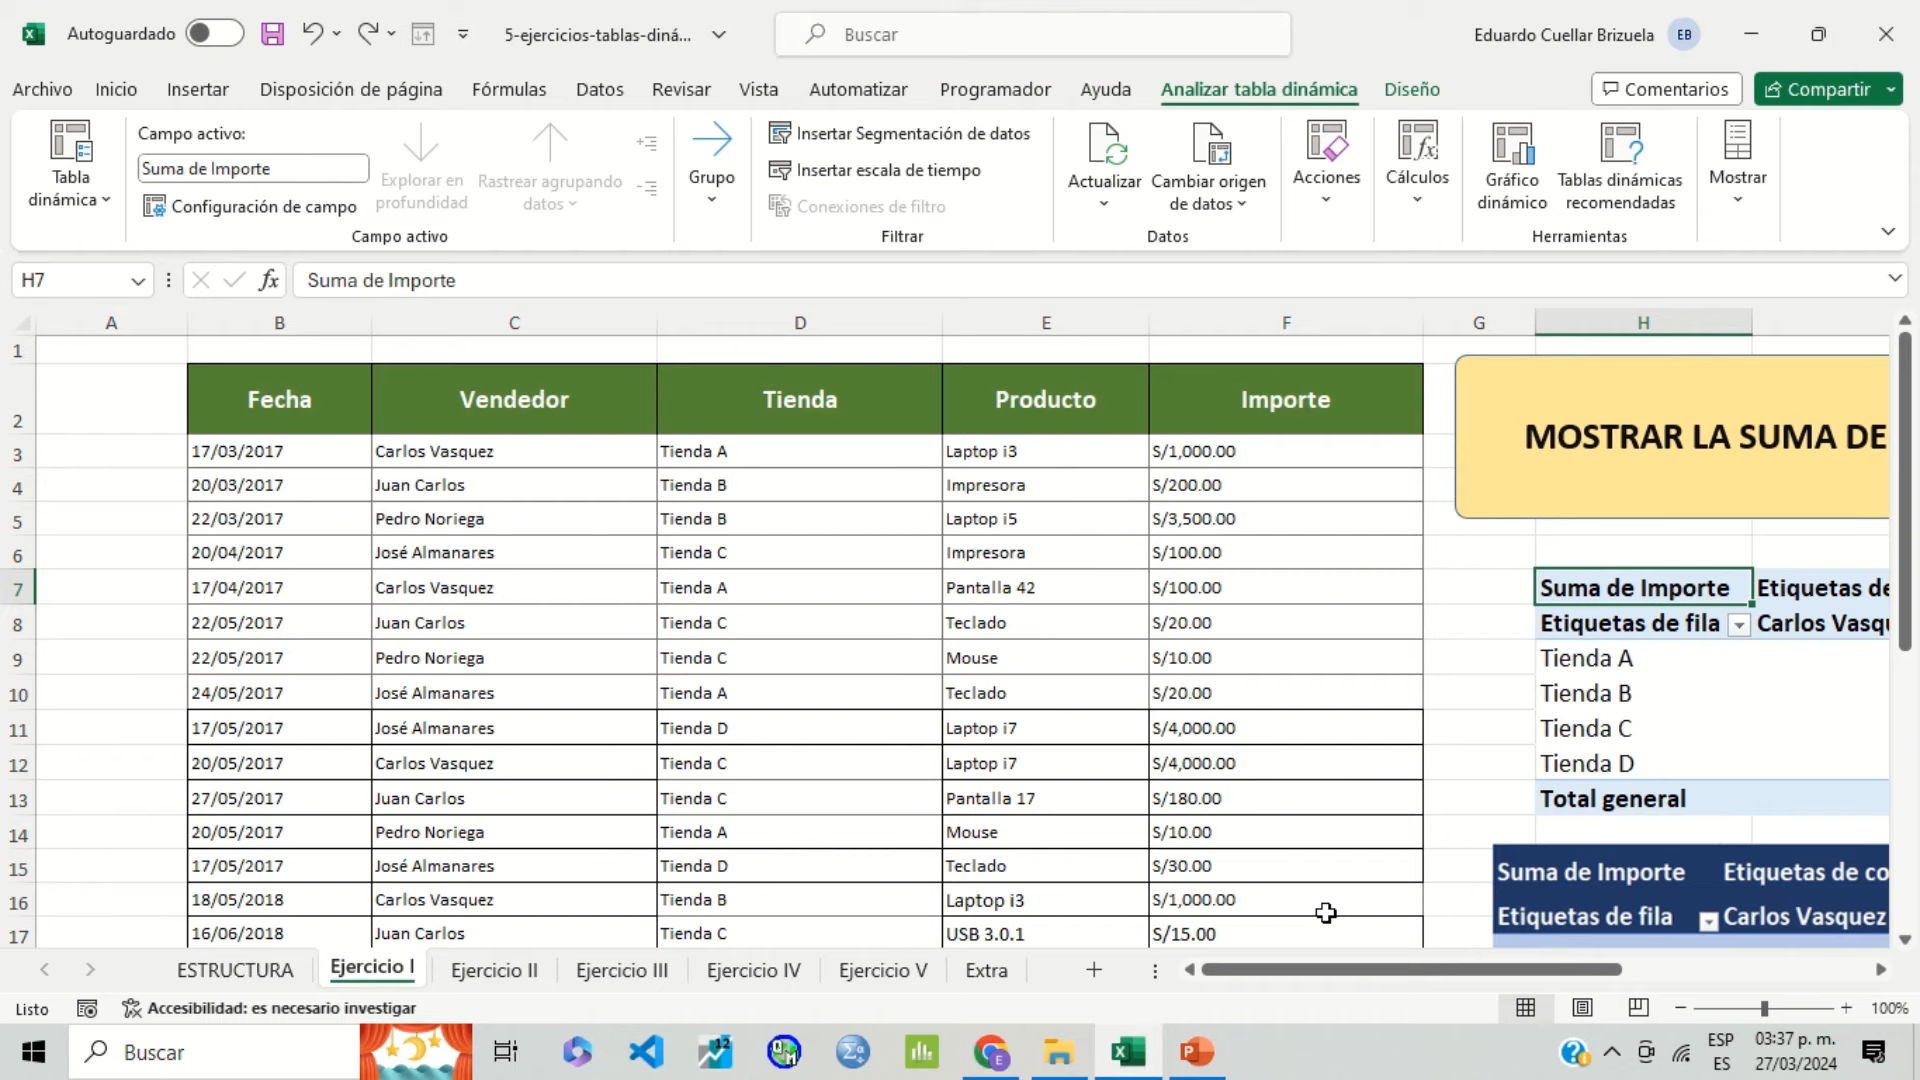 Autoguardado
5-ejercicios-tablas-diná...
Buscar
Eduardo Cuellar Brizuela EB
Archivo Inicio Insertar Disposición de página Fórmulas Datos Revisar Vista Automatizar Programador Ayuda Analizar tabla dinámica Diseño Comentarios Compartir
Tabla dinámica
Campo activo:
Suma de Importe
Configuración de campo
Explorar en profundidad
Rastrear agrupando datos
Campo activo
Grupo
Insertar Segmentación de datos
Insertar escala de tiempo
Conexiones de filtro
Filtrar
Actualizar
Cambiar origen de datos
Datos
Acciones
Cálculos
Gráfico dinámico
Tablas dinámicas recomendadas
Herramientas
Mostrar
H7 fx Suma de Importe
A B C D E F G H
1
2 Fecha Vendedor Tienda Producto Importe
3 17/03/2017 Carlos Vasquez Tienda A Laptop i3 S/1,000.00
4 20/03/2017 Juan Carlos Tienda B Impresora S/200.00
5 22/03/2017 Pedro Noriega Tienda B Laptop i5 S/3,500.00
6 20/04/2017 José Almanares Tienda C Impresora S/100.00
7 17/04/2017 Carlos Vasquez Tienda A Pantalla 42 S/100.00
8 22/05/2017 Juan Carlos Tienda C Teclado S/20.00
9 22/05/2017 Pedro Noriega Tienda C Mouse S/10.00
10 24/05/2017 José Almanares Tienda A Teclado S/20.00
11 17/05/2017 José Almanares Tienda D Laptop i7 S/4,000.00
12 20/05/2017 Carlos Vasquez Tienda C Laptop i7 S/4,000.00
13 27/05/2017 Juan Carlos Tienda C Pantalla 17 S/180.00
14 20/05/2017 Pedro Noriega Tienda A Mouse S/10.00
15 17/05/2017 José Almanares Tienda D Teclado S/30.00
16 18/05/2018 Carlos Vasquez Tienda B Laptop i3 S/1,000.00
17 16/06/2018 Juan Carlos Tienda C USB 3.0.1 S/15.00
MOSTRAR LA SUMA DE
Suma de Importe Etiquetas de
Etiquetas de fila Carlos Vasqu
Tienda A
Tienda B
Tienda C
Tienda D
Total general
Suma de Importe Etiquetas de co
Etiquetas de fila Carlos Vasquez
ESTRUCTURA Ejercicio I Ejercicio II Ejercicio III Ejercicio IV Ejercicio V Extra
Listo Accesibilidad: es necesario investigar 100%
Buscar
12
ESP
ES
03:37 p. m.
27/03/2024